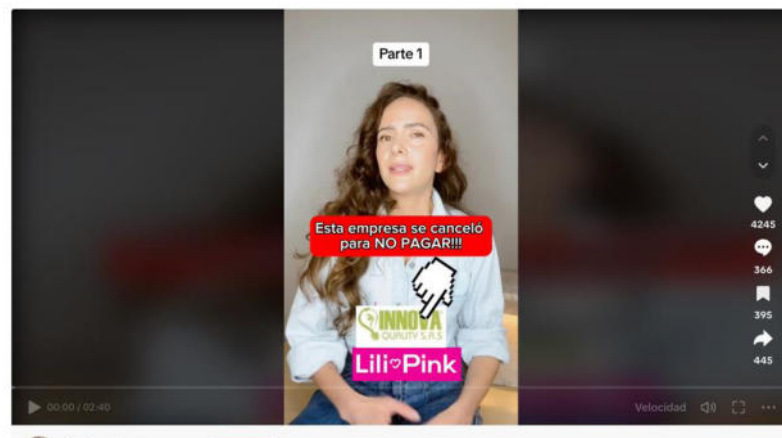 Parte 1
Esta empresa se canceló
para NO PAGAR!!!
INNOVA
QUALITY S.A.S
Lili Pink
4245
366
395
445
00:00 / 02:40
Velocidad